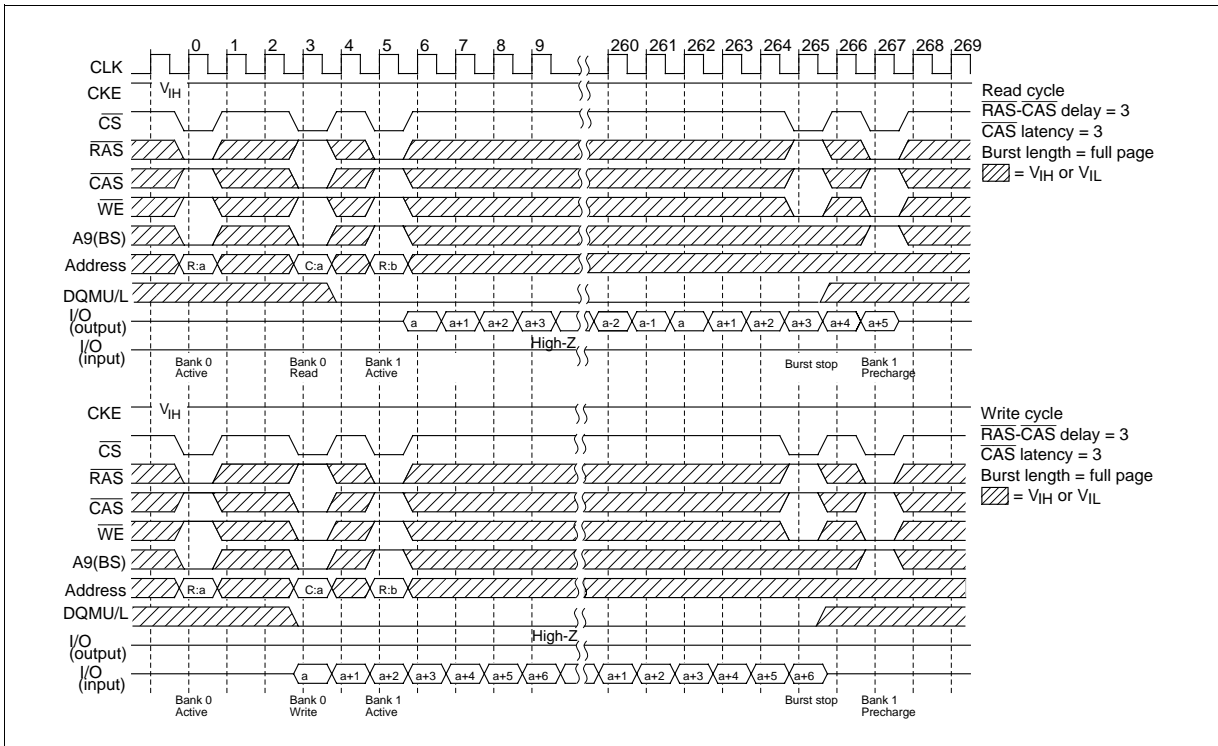 0 1 2 3 4 5 6 7 8 9 260 261 262 263 264 265 266 267 268 269
CLK
CKE VIH
CS
RAS
CAS
WE
A9(BS)
Address R:a C:a R:b
DQMU/L
I/O (output) a a+1 a+2 a+3 a-2 a-1 a a+1 a+2 a+3 a+4 a+5
High-Z
I/O (input)
Bank 0 Active
Bank 0 Read
Bank 1 Active
Burst stop
Bank 1 Precharge
Read cycle
RAS-CAS delay = 3
CAS latency = 3
Burst length = full page
= VIH or VIL
CKE VIH
CS
RAS
CAS
WE
A9(BS)
Address R:a C:a R:b
DQMU/L
High-Z
I/O (output)
I/O (input) a a+1 a+2 a+3 a+4 a+5 a+6 a+1 a+2 a+3 a+4 a+5 a+6
Bank 0 Active
Bank 0 Write
Bank 1 Active
Burst stop
Bank 1 Precharge
Write cycle
RAS-CAS delay = 3
CAS latency = 3
Burst length = full page
= VIH or VIL